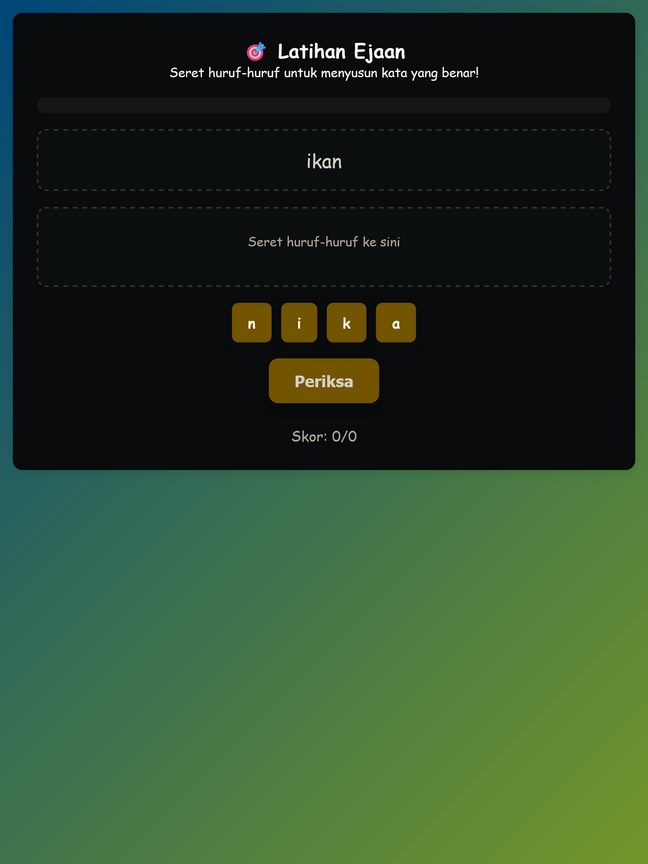 🎯 Latihan Ejaan
Seret huruf-huruf untuk menyusun kata yang benar!
ikan
Seret huruf-huruf ke sini
n i k a
Periksa
Skor: 0/0